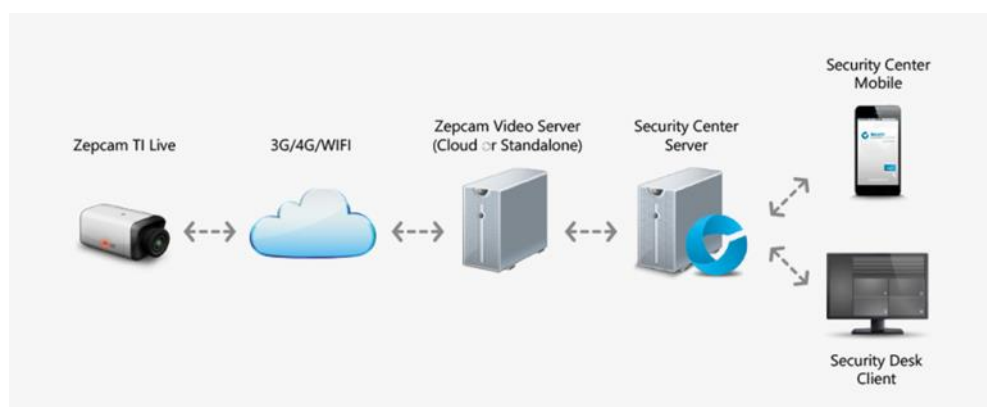 Security Center
Mobile
Zepcam TI Live
3G/4G/WIFI
Zepcam Video Server
(Cloud or Standalone)
Security Center
Server
Security Desk
Client